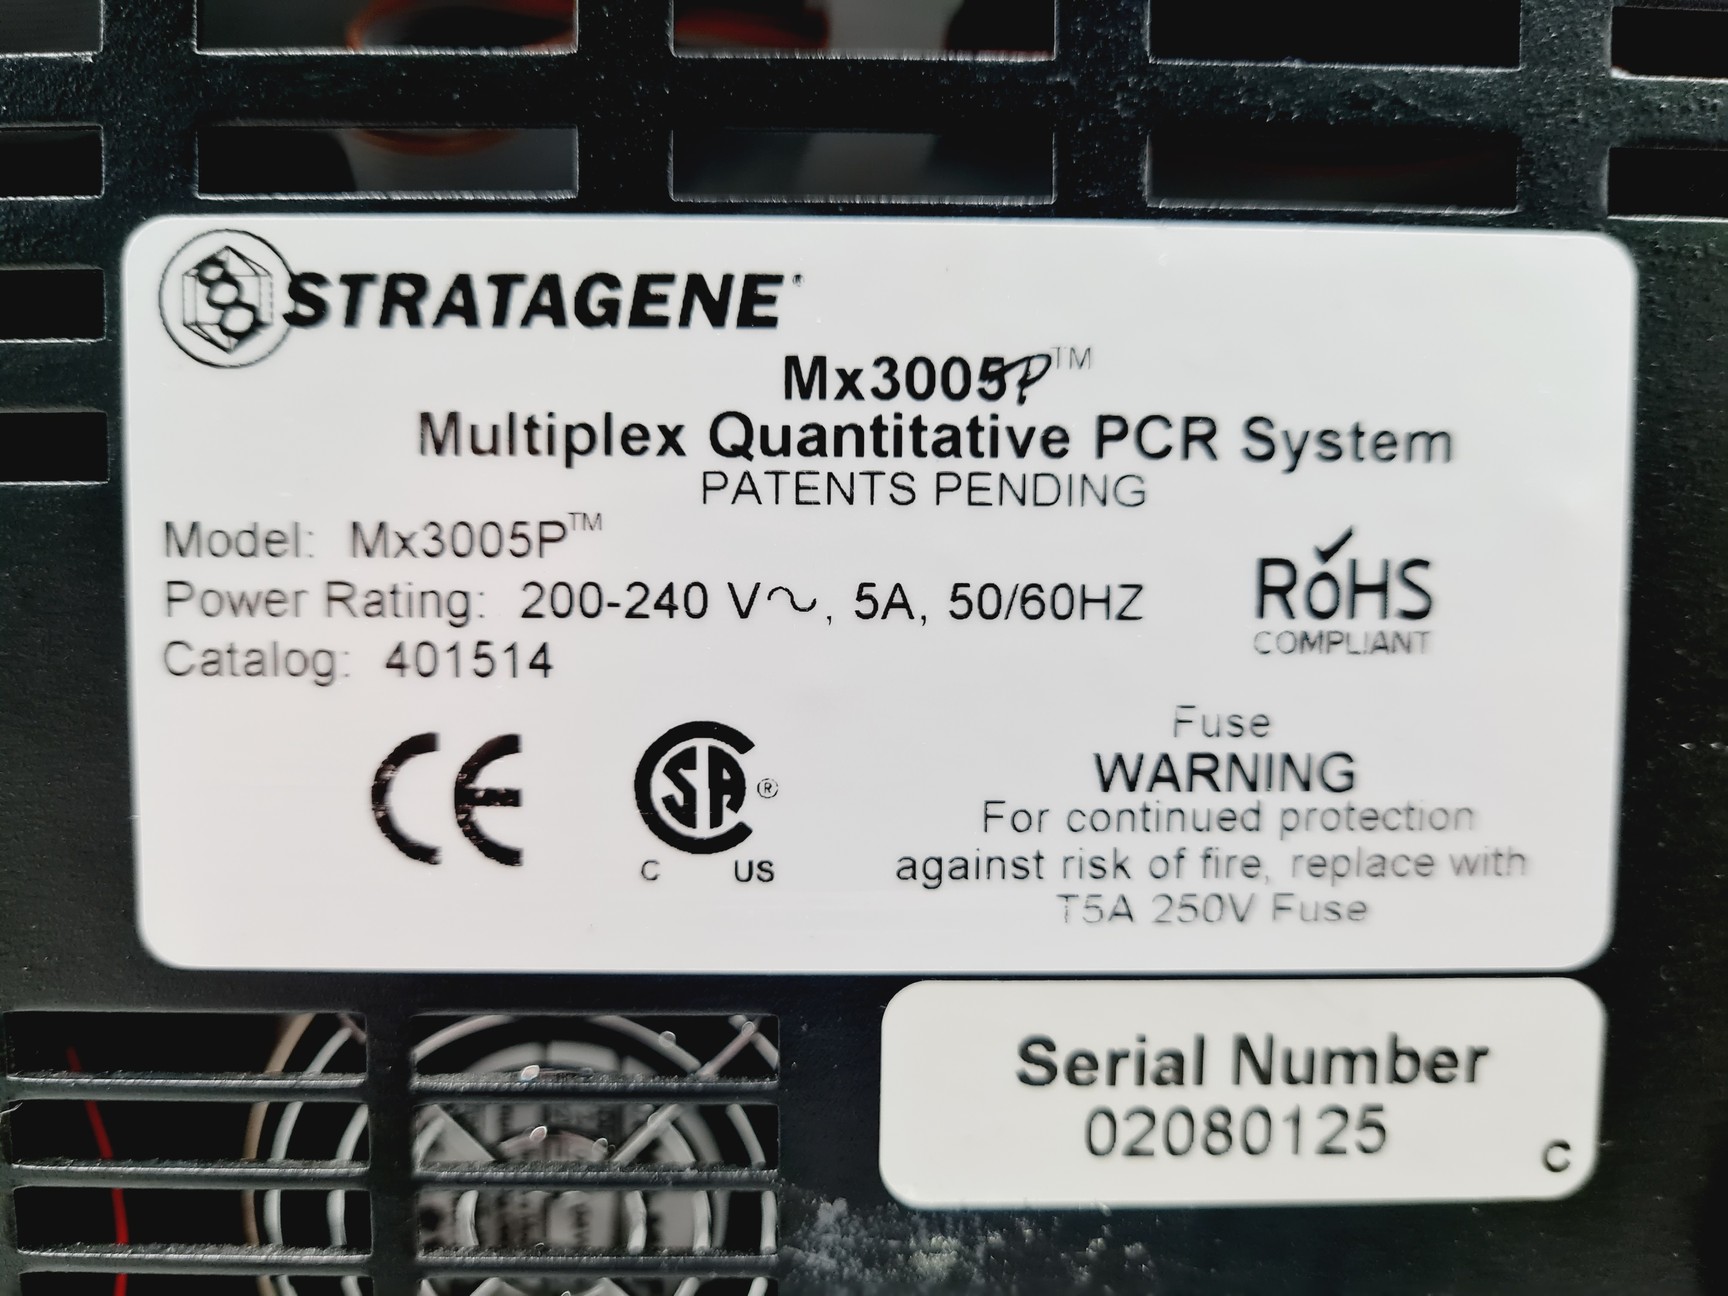 STRATAGENE®
Mx3005P™
Multiplex Quantitative PCR System
PATENTS PENDING
Model: Mx3005P™
Power Rating: 200-240 V~, 5A, 50/60HZ
Catalog: 401514
RoHS
COMPLIANT
CE
SA®
C US
Fuse
WARNING
For continued protection
against risk of fire, replace with
T5A 250V Fuse
Serial Number
02080125
C